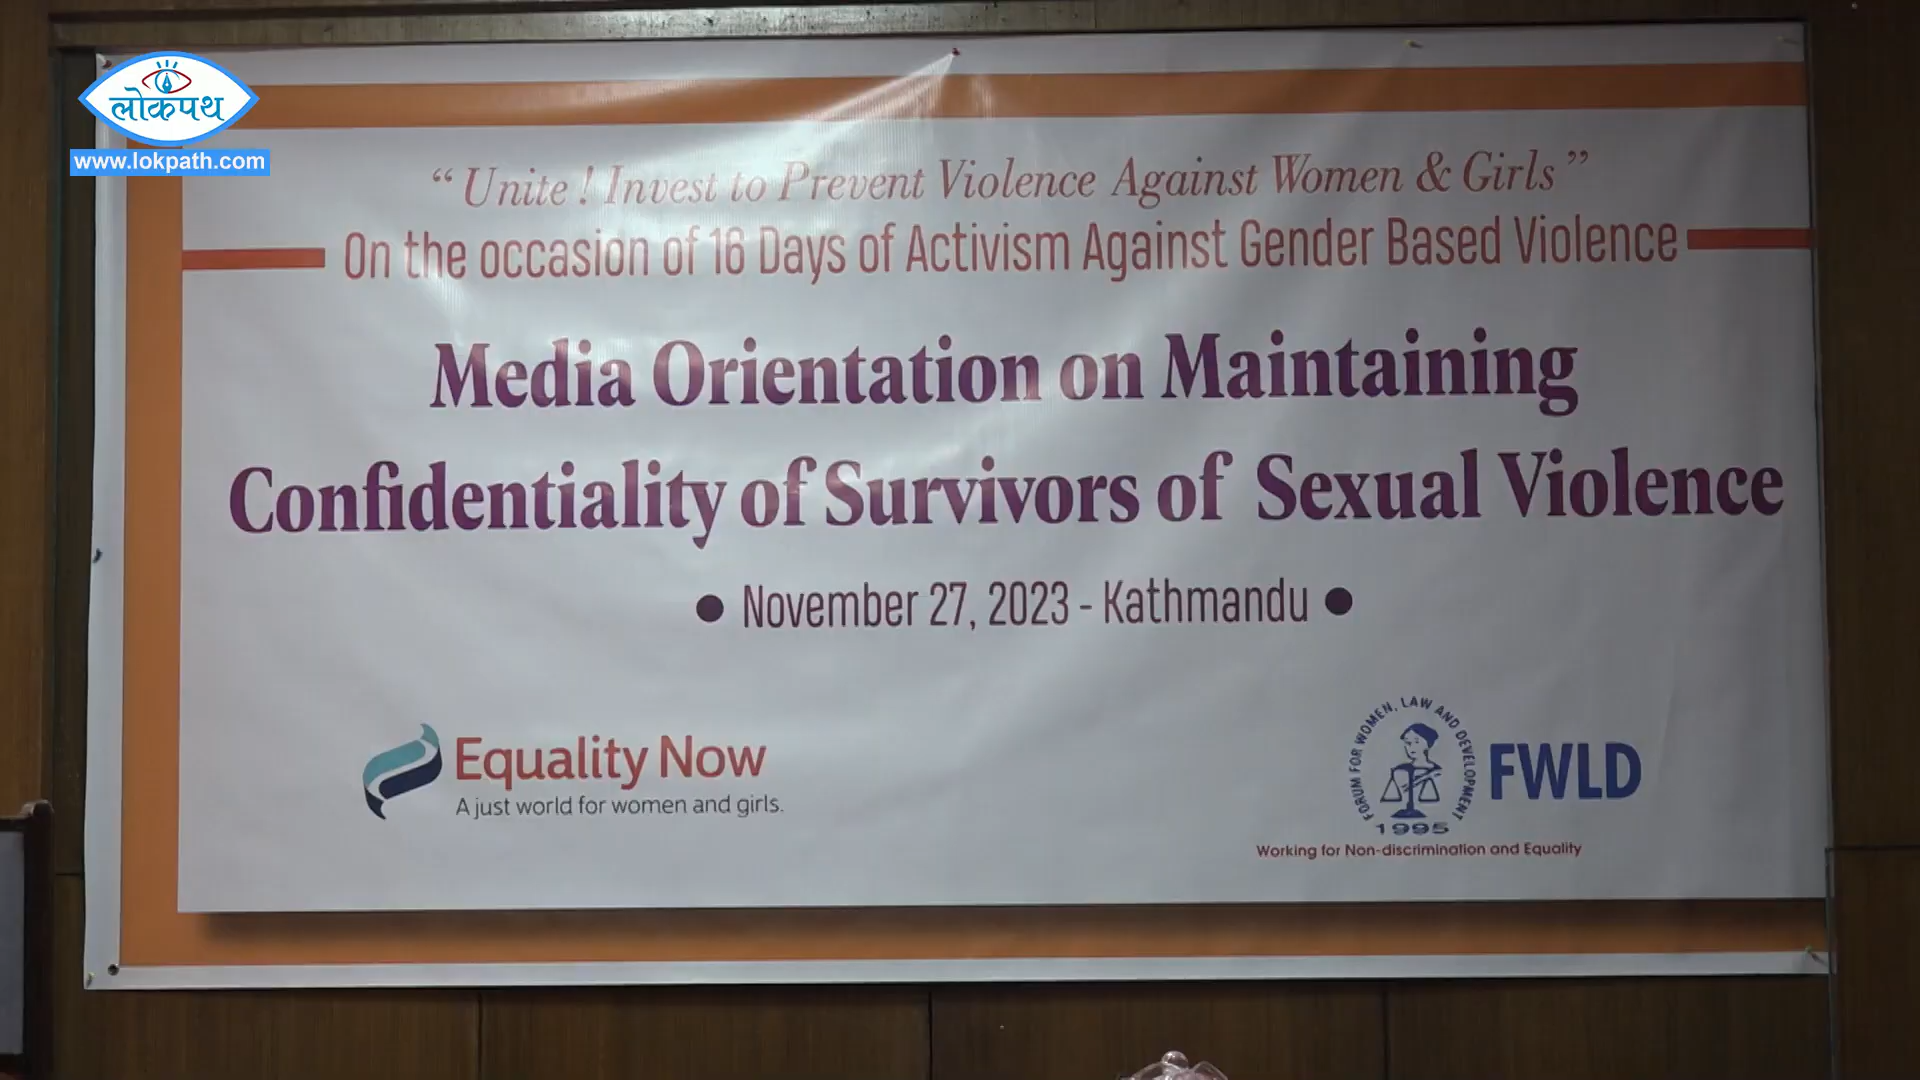 लोकपथ
www.lokpath.com
“ Unite ! Invest to Prevent Violence Against Women & Girls ”
On the occasion of 16 Days of Activism Against Gender Based Violence
Media Orientation on Maintaining
Confidentiality of Survivors of Sexual Violence
• November 27, 2023 - Kathmandu •
Equality Now
A just world for women and girls.
FORUM FOR WOMEN, LAW AND DEVELOPMENT
1995
FWLD
Working for Non-discrimination and Equality